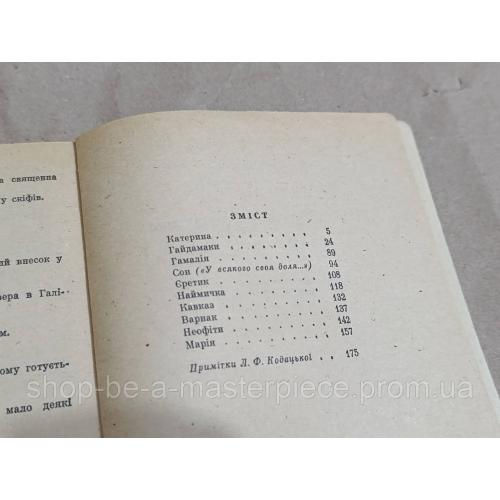 а священна
у скіфів.
ий внесок у
вера в Галі-
м.
ому готуєть-
мало деякі
ЗМІСТ
Катерина . . . . . . . . . . 5
Гайдамаки . . . . . . . . . 24
Гамалія . . . . . . . . . . 89
Сон («У всякого своя доля...») 94
Єретик . . . . . . . . . . 108
Наймичка . . . . . . . . . 118
Кавказ . . . . . . . . . . 132
Варнак . . . . . . . . . . 137
Неофіти . . . . . . . . . . 142
Марія . . . . . . . . . . 157
Примітки Л. Ф. Кодацької . . 175
shop-be-a-masterpiece.prom.ua